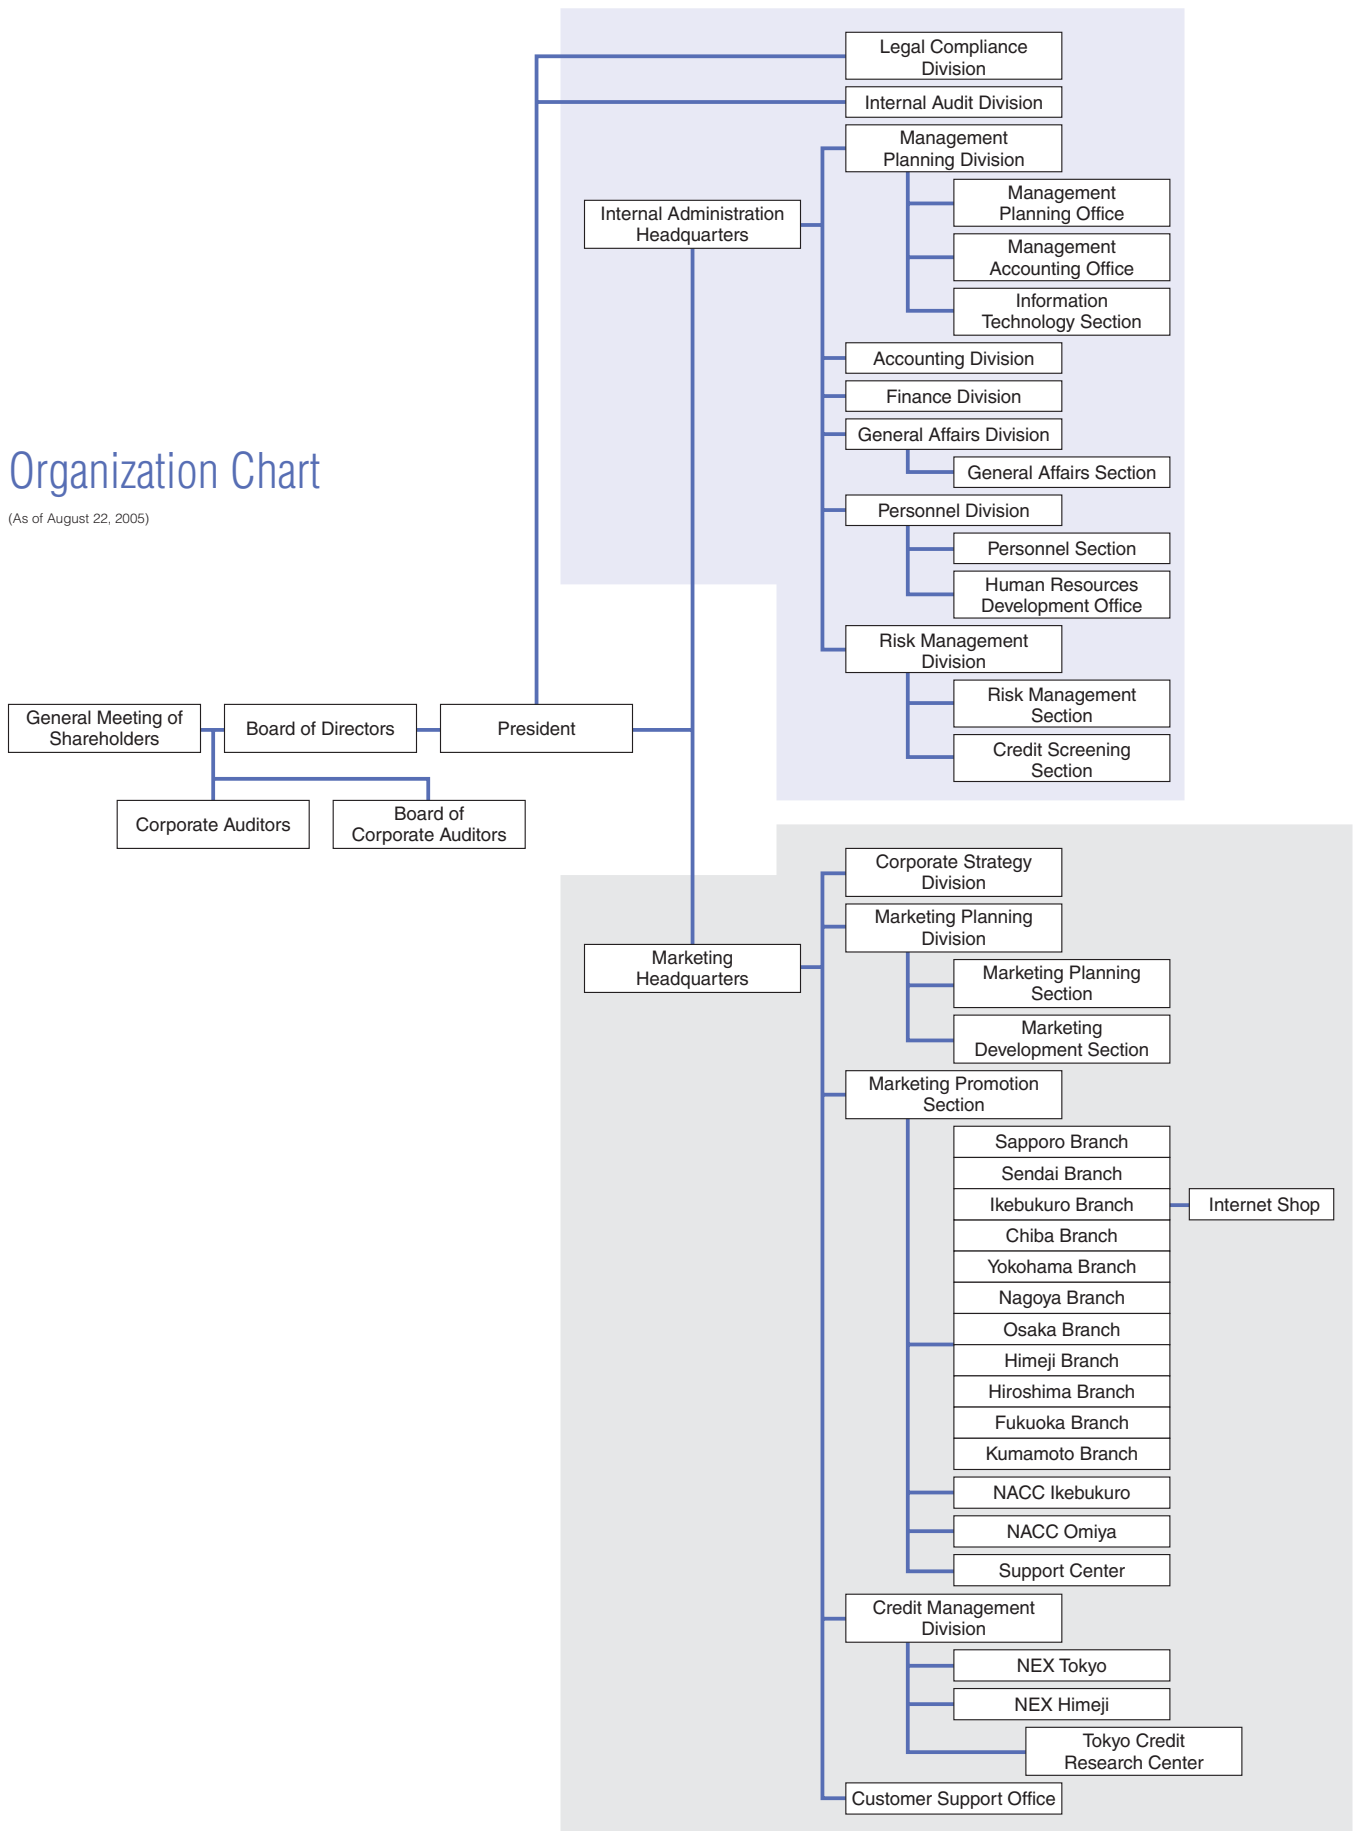 Legal Compliance
Division
Internal Audit Division
Management
Planning Division
Management
Planning Office
Internal Administration
Headquarters
Management
Accounting Office
Information
Technology Section
Accounting Division
Finance Division
General Affairs Division
General Affairs Section
Organization Chart
(As of August 22, 2005)
Personnel Division
Personnel Section
Human Resources
Development Office
Risk Management
Division
Risk Management
Section
Credit Screening
Section
General Meeting of
Shareholders
Board of Directors
President
Corporate Auditors
Board of
Corporate Auditors
Corporate Strategy
Division
Marketing Planning
Division
Marketing
Headquarters
Marketing Planning
Section
Marketing
Development Section
Marketing Promotion
Section
Sapporo Branch
Sendai Branch
Ikebukuro Branch
Internet Shop
Chiba Branch
Yokohama Branch
Nagoya Branch
Osaka Branch
Himeji Branch
Hiroshima Branch
Fukuoka Branch
Kumamoto Branch
NACC Ikebukuro
NACC Omiya
Support Center
Credit Management
Division
NEX Tokyo
NEX Himeji
Tokyo Credit
Research Center
Customer Support Office